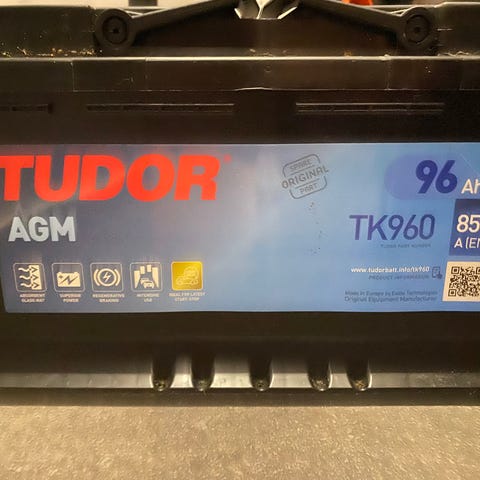 TUDOR
AGM
SPARE
ORIGINAL
PART
96 Ah
TK960
TUDOR PART NUMBER
85
A (EN
www.tudorbatt.info/tk960
PRODUCT INFORMATION
Made in Europe by Exide Technologies
Original Equipment Manufacturer
ABSORBENT
GLASS MAT
SUPERIOR
POWER
REGENERATIVE
BRAKING
INTENSIVE
USE
IDEAL FOR LATEST
START-STOP